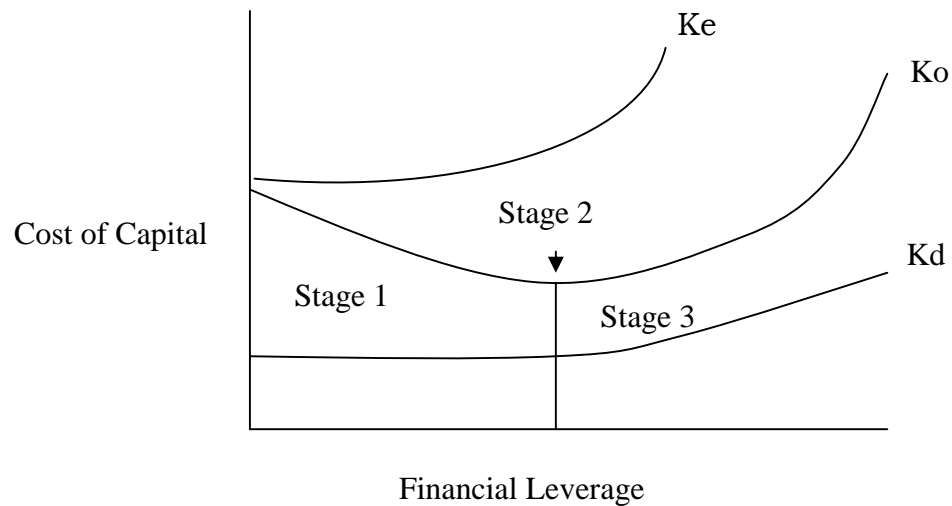 Ke
Ko
Stage 2
Cost of Capital
Kd
Stage 1
Stage 3
Financial Leverage